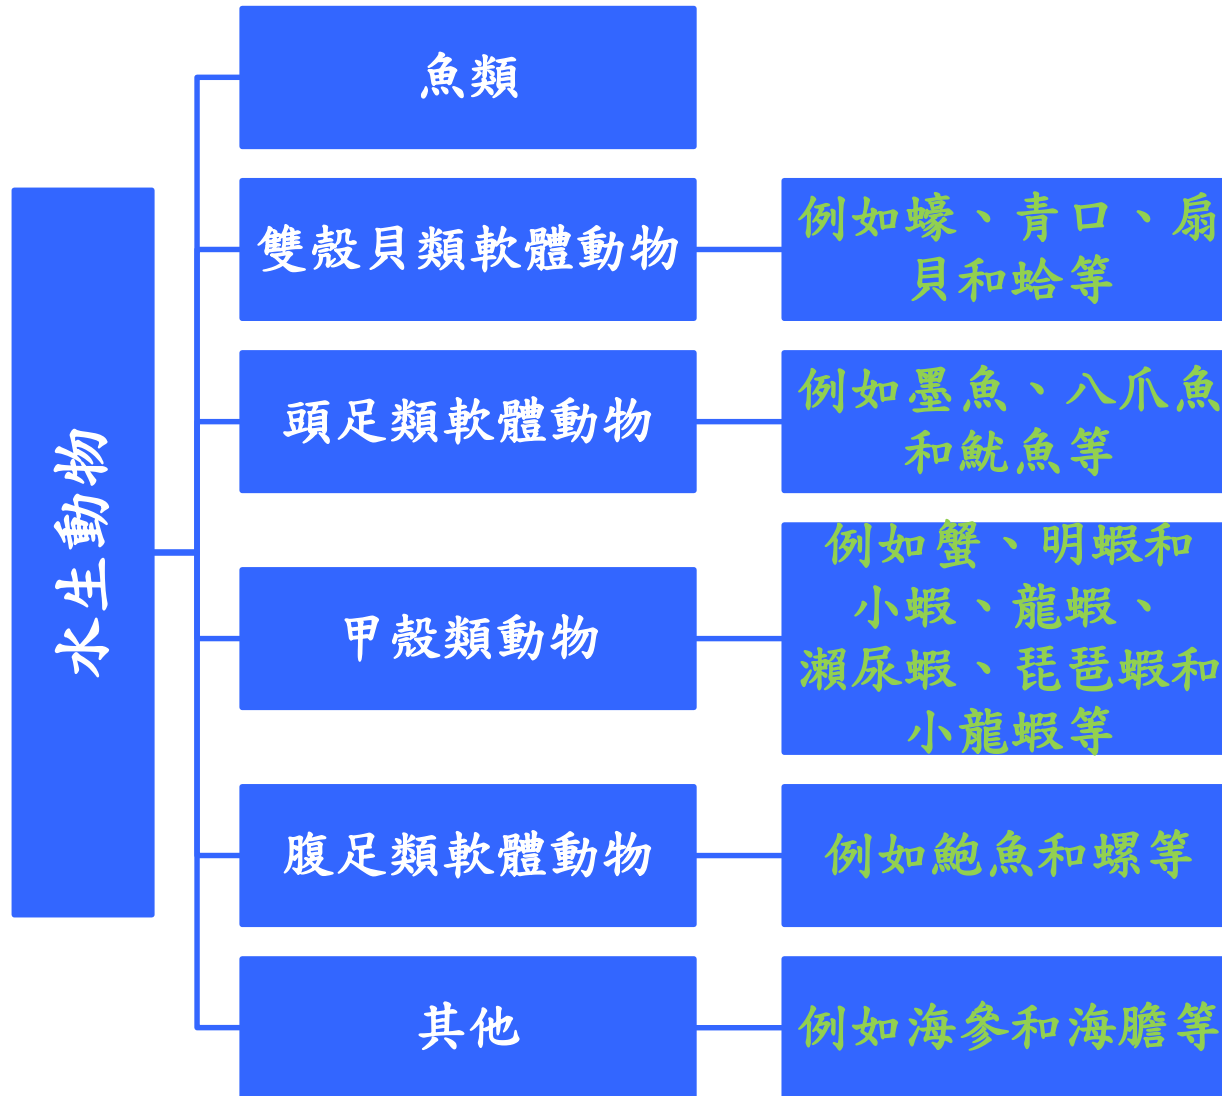 水生動物
魚類
雙殼貝類軟體動物
例如蠔、青口、扇
貝和蛤等
頭足類軟體動物
例如墨魚、八爪魚
和魷魚等
甲殼類動物
例如蟹、明蝦和
小蝦、龍蝦、
瀨尿蝦、琵琶蝦和
小龍蝦等
腹足類軟體動物
例如鮑魚和螺等
其他
例如海參和海膽等